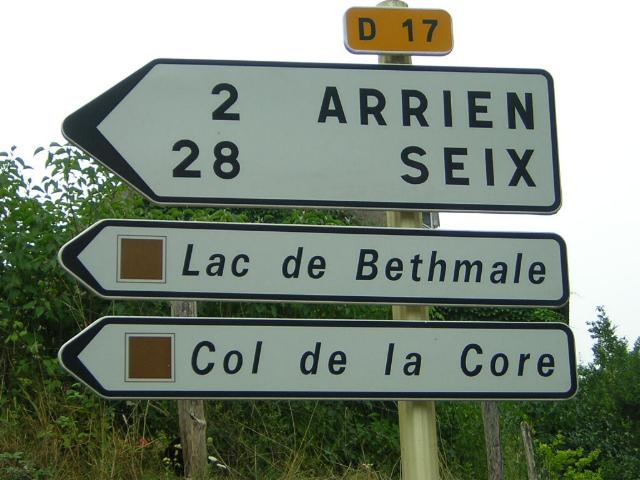 D 17
2 ARRIEN
28 SEIX
Lac de Bethmale
Col de la Core